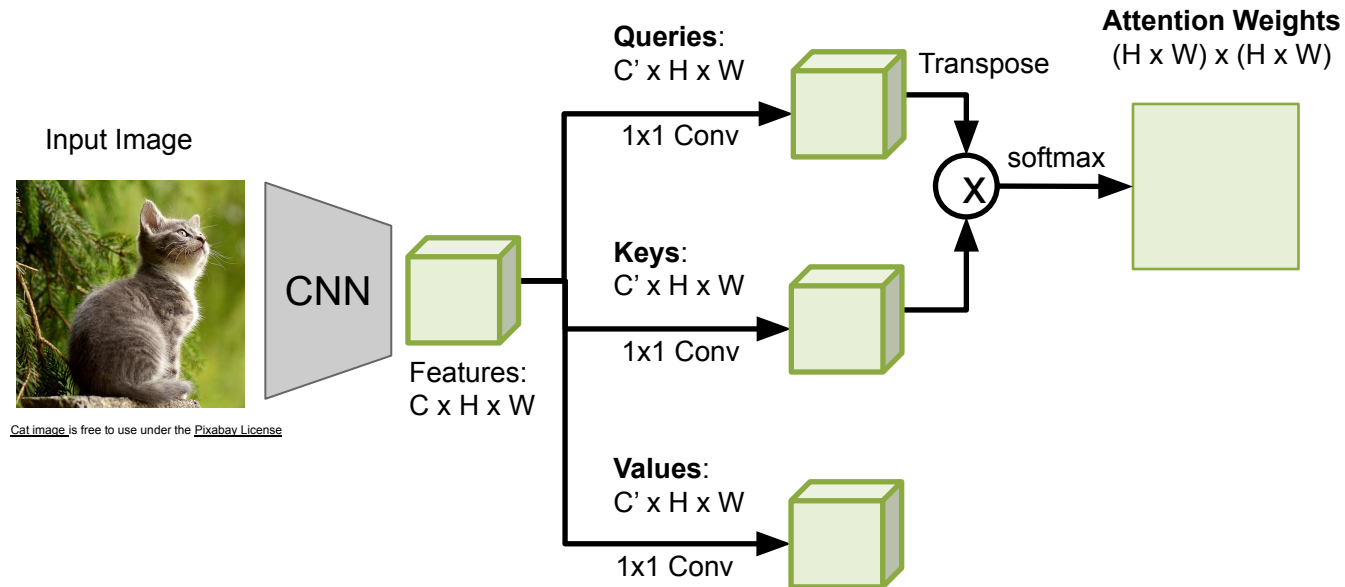 Input Image
Cat image is free to use under the Pixabay License
CNN
Features:
C x H x W
Queries:
C’ x H x W
1x1 Conv
Keys:
C’ x H x W
1x1 Conv
Values:
C’ x H x W
1x1 Conv
Transpose
X
softmax
Attention Weights
(H x W) x (H x W)